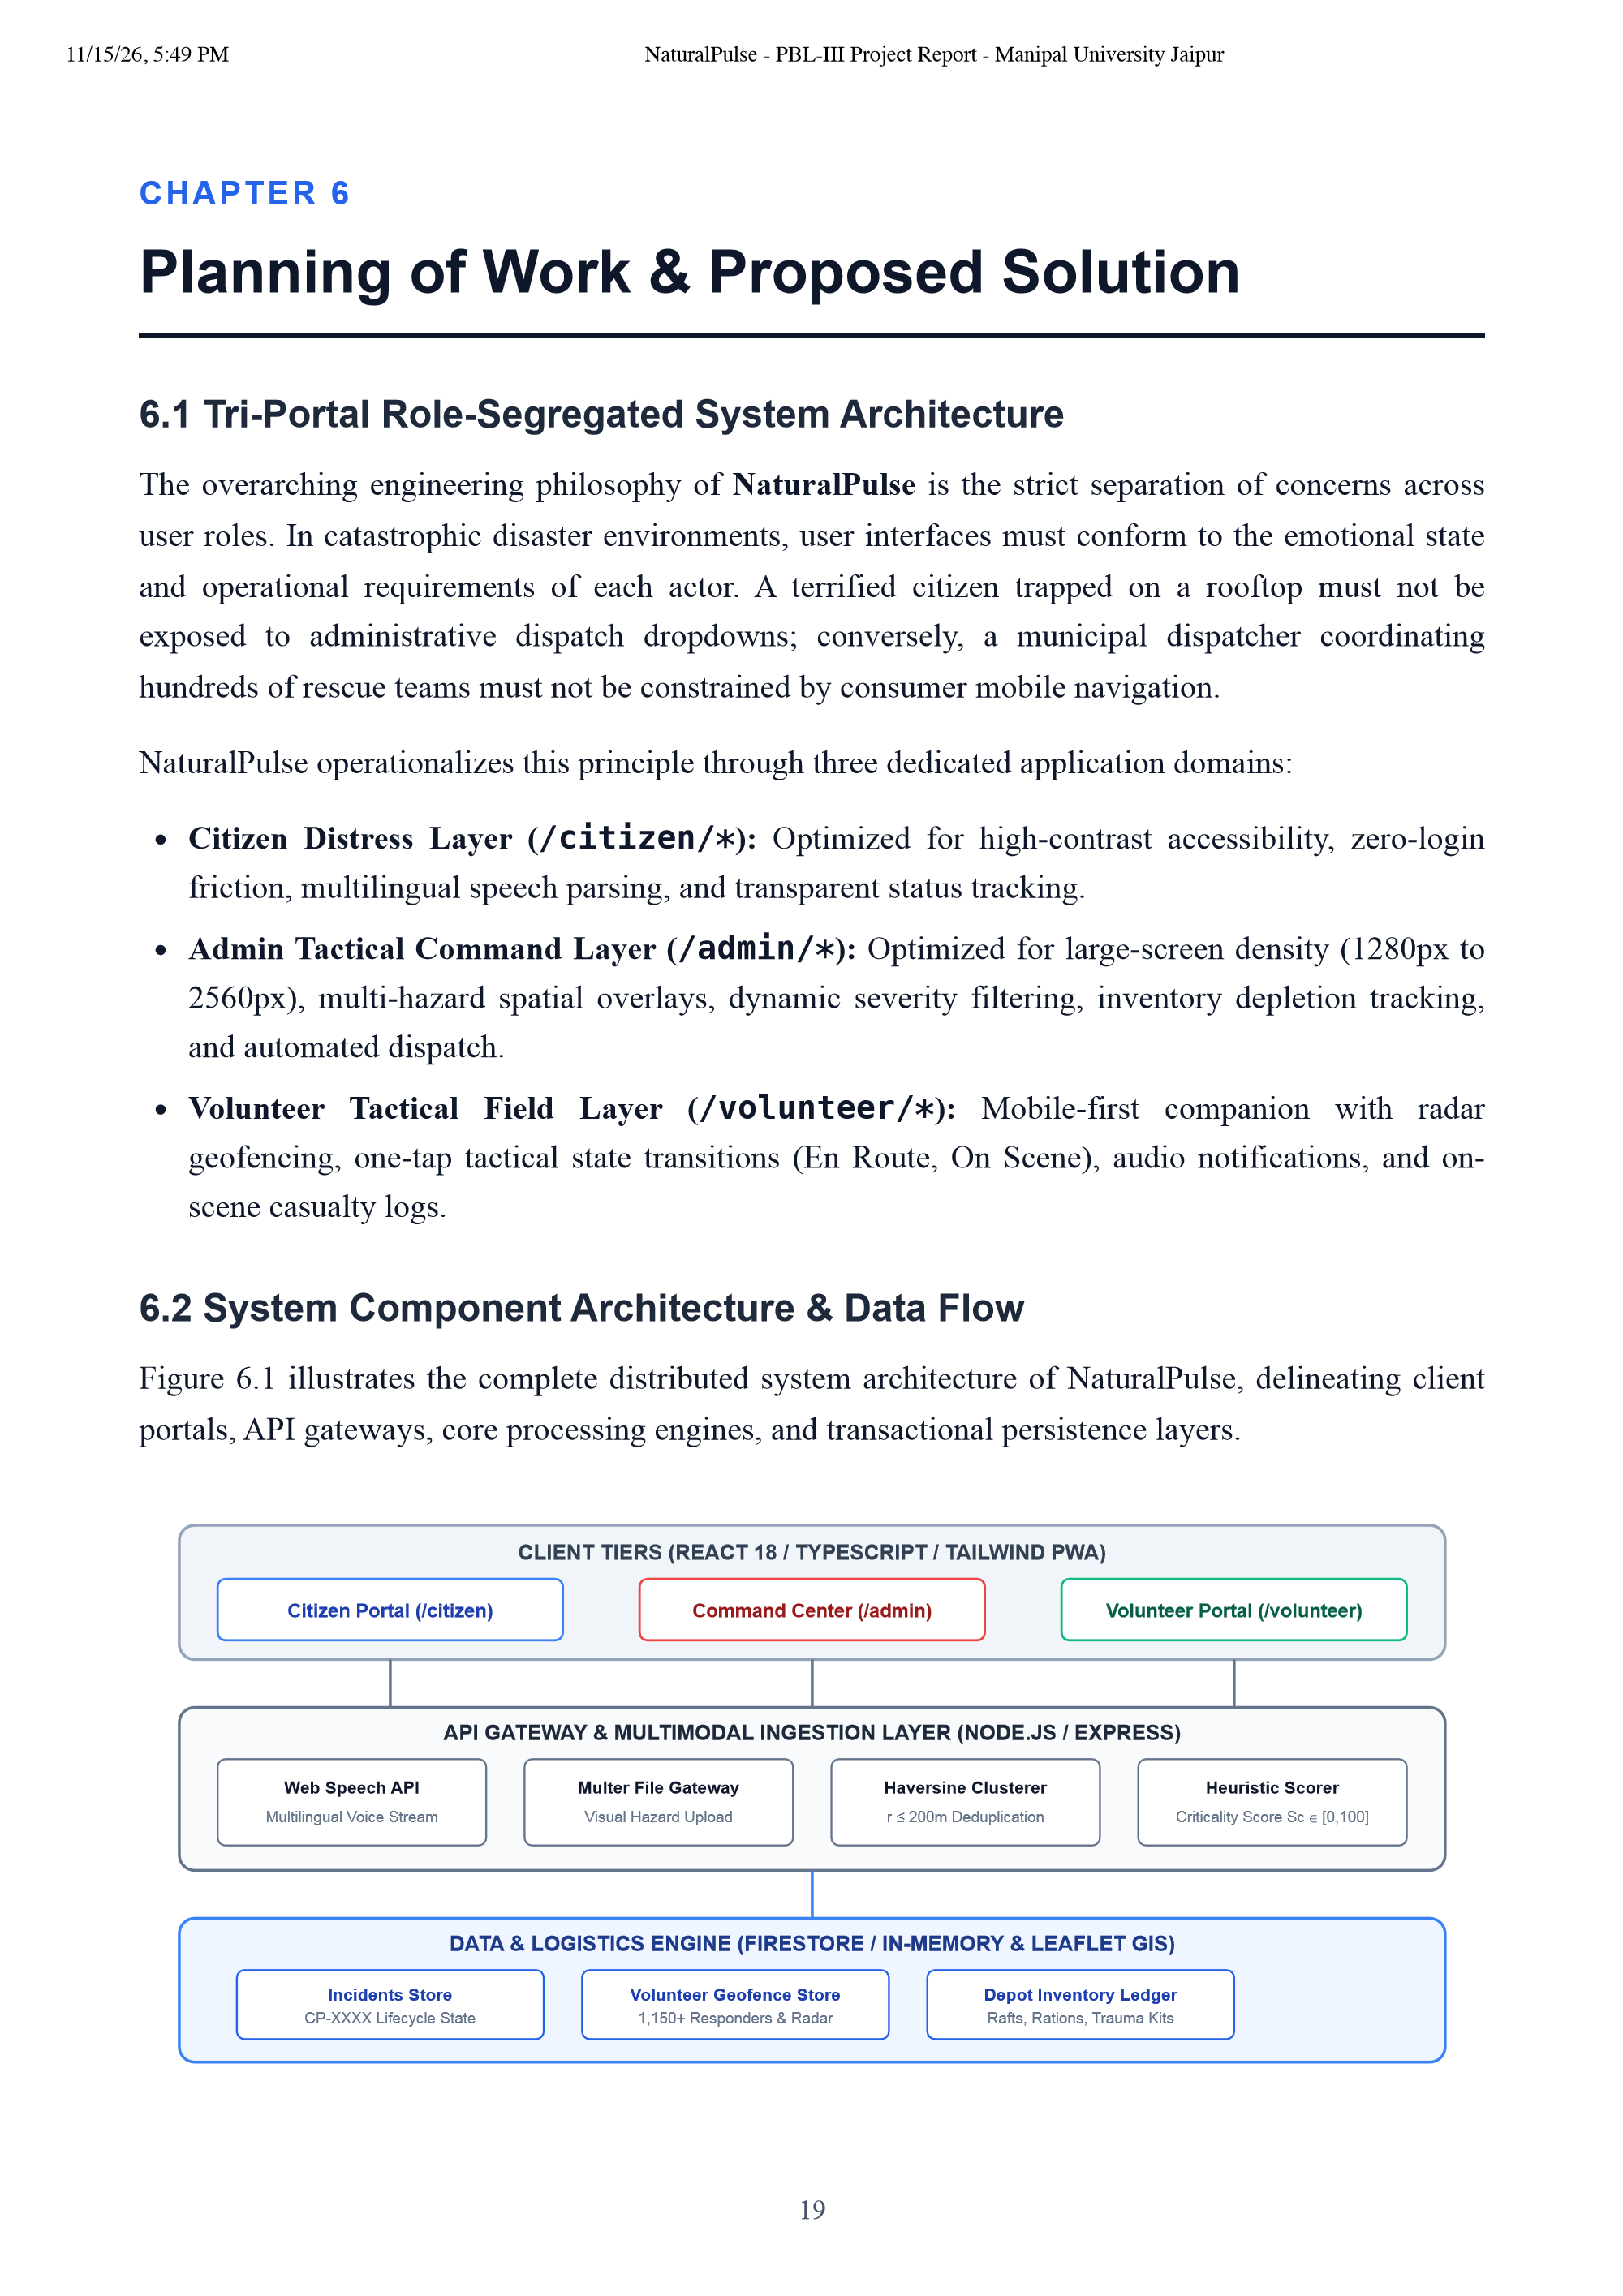 11/15/26, 5:49 PM
NaturalPulse - PBL-III Project Report - Manipal University Jaipur
CHAPTER 6
Planning of Work & Proposed Solution
6.1 Tri-Portal Role-Segregated System Architecture
The overarching engineering philosophy of NaturalPulse is the strict separation of concerns across
user roles. In catastrophic disaster environments, user interfaces must conform to the emotional state
and operational requirements of each actor. A terrified citizen trapped on a rooftop must not be
exposed to administrative dispatch dropdowns; conversely, a municipal dispatcher coordinating
hundreds of rescue teams must not be constrained by consumer mobile navigation.
NaturalPulse operationalizes this principle through three dedicated application domains:
• Citizen Distress Layer (/citizen/*): Optimized for high-contrast accessibility, zero-login
friction, multilingual speech parsing, and transparent status tracking.
• Admin Tactical Command Layer (/admin/*): Optimized for large-screen density (1280px to
2560px), multi-hazard spatial overlays, dynamic severity filtering, inventory depletion tracking,
and automated dispatch.
• Volunteer Tactical Field Layer (/volunteer/*): Mobile-first companion with radar
geofencing, one-tap tactical state transitions (En Route, On Scene), audio notifications, and on-
scene casualty logs.
6.2 System Component Architecture & Data Flow
Figure 6.1 illustrates the complete distributed system architecture of NaturalPulse, delineating client
portals, API gateways, core processing engines, and transactional persistence layers.
CLIENT TIERS (REACT 18 / TYPESCRIPT / TAILWIND PWA)
Citizen Portal (/citizen)
Command Center (/admin)
Volunteer Portal (/volunteer)
API GATEWAY & MULTIMODAL INGESTION LAYER (NODE.JS / EXPRESS)
Web Speech API
Multilingual Voice Stream
Multer File Gateway
Visual Hazard Upload
Haversine Clusterer
r ≤ 200m Deduplication
Heuristic Scorer
Criticality Score Sc ∈ [0,100]
DATA & LOGISTICS ENGINE (FIRESTORE / IN-MEMORY & LEAFLET GIS)
Incidents Store
CP-XXXX Lifecycle State
Volunteer Geofence Store
1,150+ Responders & Radar
Depot Inventory Ledger
Rafts, Rations, Trauma Kits
19